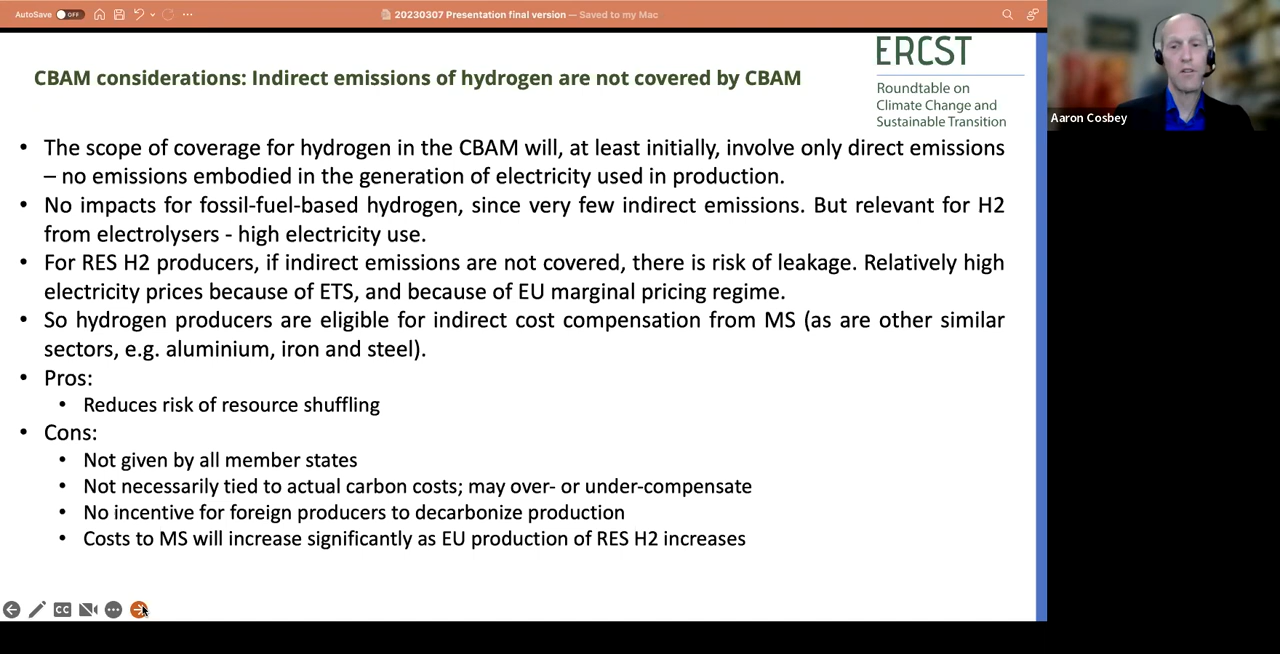 AutoSave OFF
20230307 Presentation final version — Saved to my Mac
ERCST
Roundtable on
Climate Change and
Sustainable Transition
CBAM considerations: Indirect emissions of hydrogen are not covered by CBAM
• The scope of coverage for hydrogen in the CBAM will, at least initially, involve only direct emissions
– no emissions embodied in the generation of electricity used in production.
• No impacts for fossil-fuel-based hydrogen, since very few indirect emissions. But relevant for H2
from electrolysers - high electricity use.
• For RES H2 producers, if indirect emissions are not covered, there is risk of leakage. Relatively high
electricity prices because of ETS, and because of EU marginal pricing regime.
• So hydrogen producers are eligible for indirect cost compensation from MS (as are other similar
sectors, e.g. aluminium, iron and steel).
• Pros:
• Reduces risk of resource shuffling
• Cons:
• Not given by all member states
• Not necessarily tied to actual carbon costs; may over- or under-compensate
• No incentive for foreign producers to decarbonize production
• Costs to MS will increase significantly as EU production of RES H2 increases
CC
Aaron Cosbey